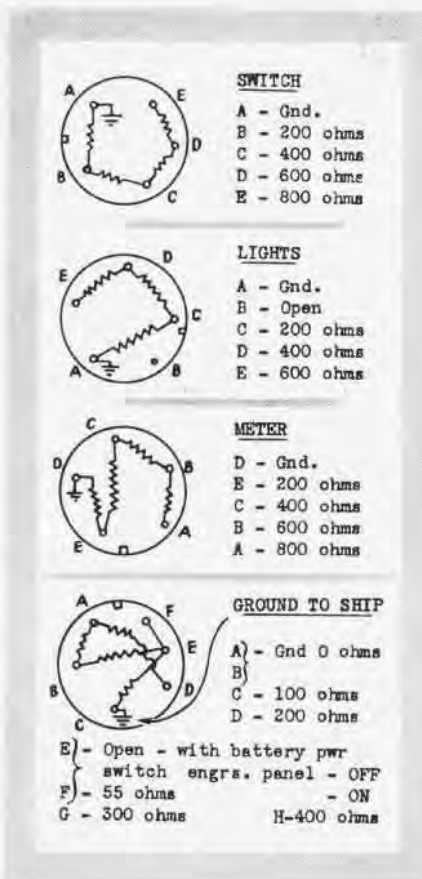 SWITCH
A
E
D
B
C
A - Gnd.
B - 200 ohms
C - 400 ohms
D - 600 ohms
E - 800 ohms
LIGHTS
D
E
C
A
B
A - Gnd.
B - Open
C - 200 ohms
D - 400 ohms
E - 600 ohms
METER
C
D
B
E
A
D - Gnd.
E - 200 ohms
C - 400 ohms
B - 600 ohms
A - 800 ohms
GROUND TO SHIP
A
F
E
B
D
C
A} - Gnd 0 ohms
B}
C - 100 ohms
D - 200 ohms
E} - Open - with battery pwr
switch engrs. panel - OFF
F} - 55 ohms - ON
G - 300 ohms H-400 ohms